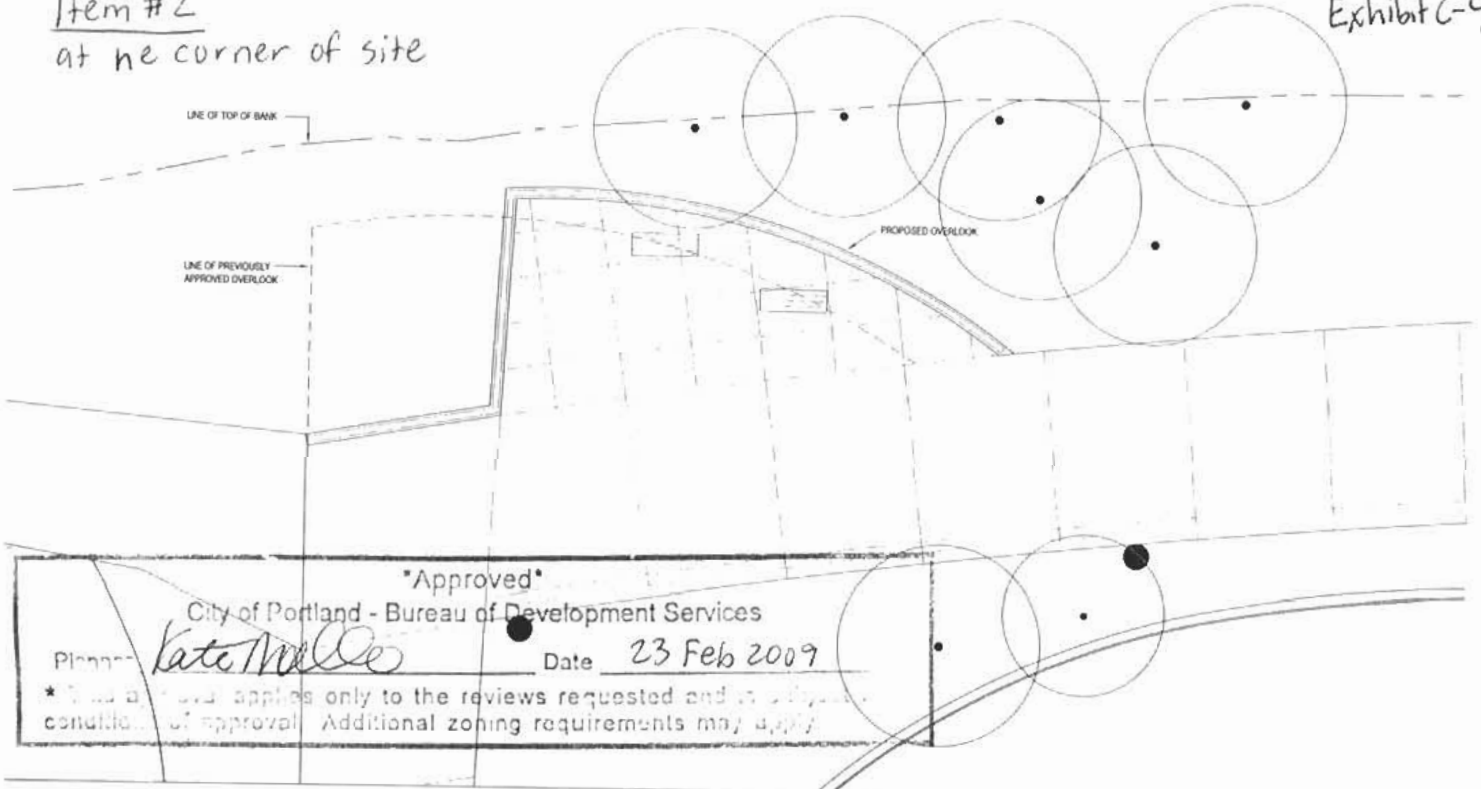 Item #2
at ne corner of site
Exhibit C-
LINE OF TOP OF BANK
PROPOSED OVERLOOK
LINE OF PREVIOUSLY
APPROVED OVERLOOK
*Approved*
City of Portland - Bureau of Development Services
Kate Date 23 Feb 2009
* applies only to the reviews requested and is
of approval. Additional zoning requirements may apply.